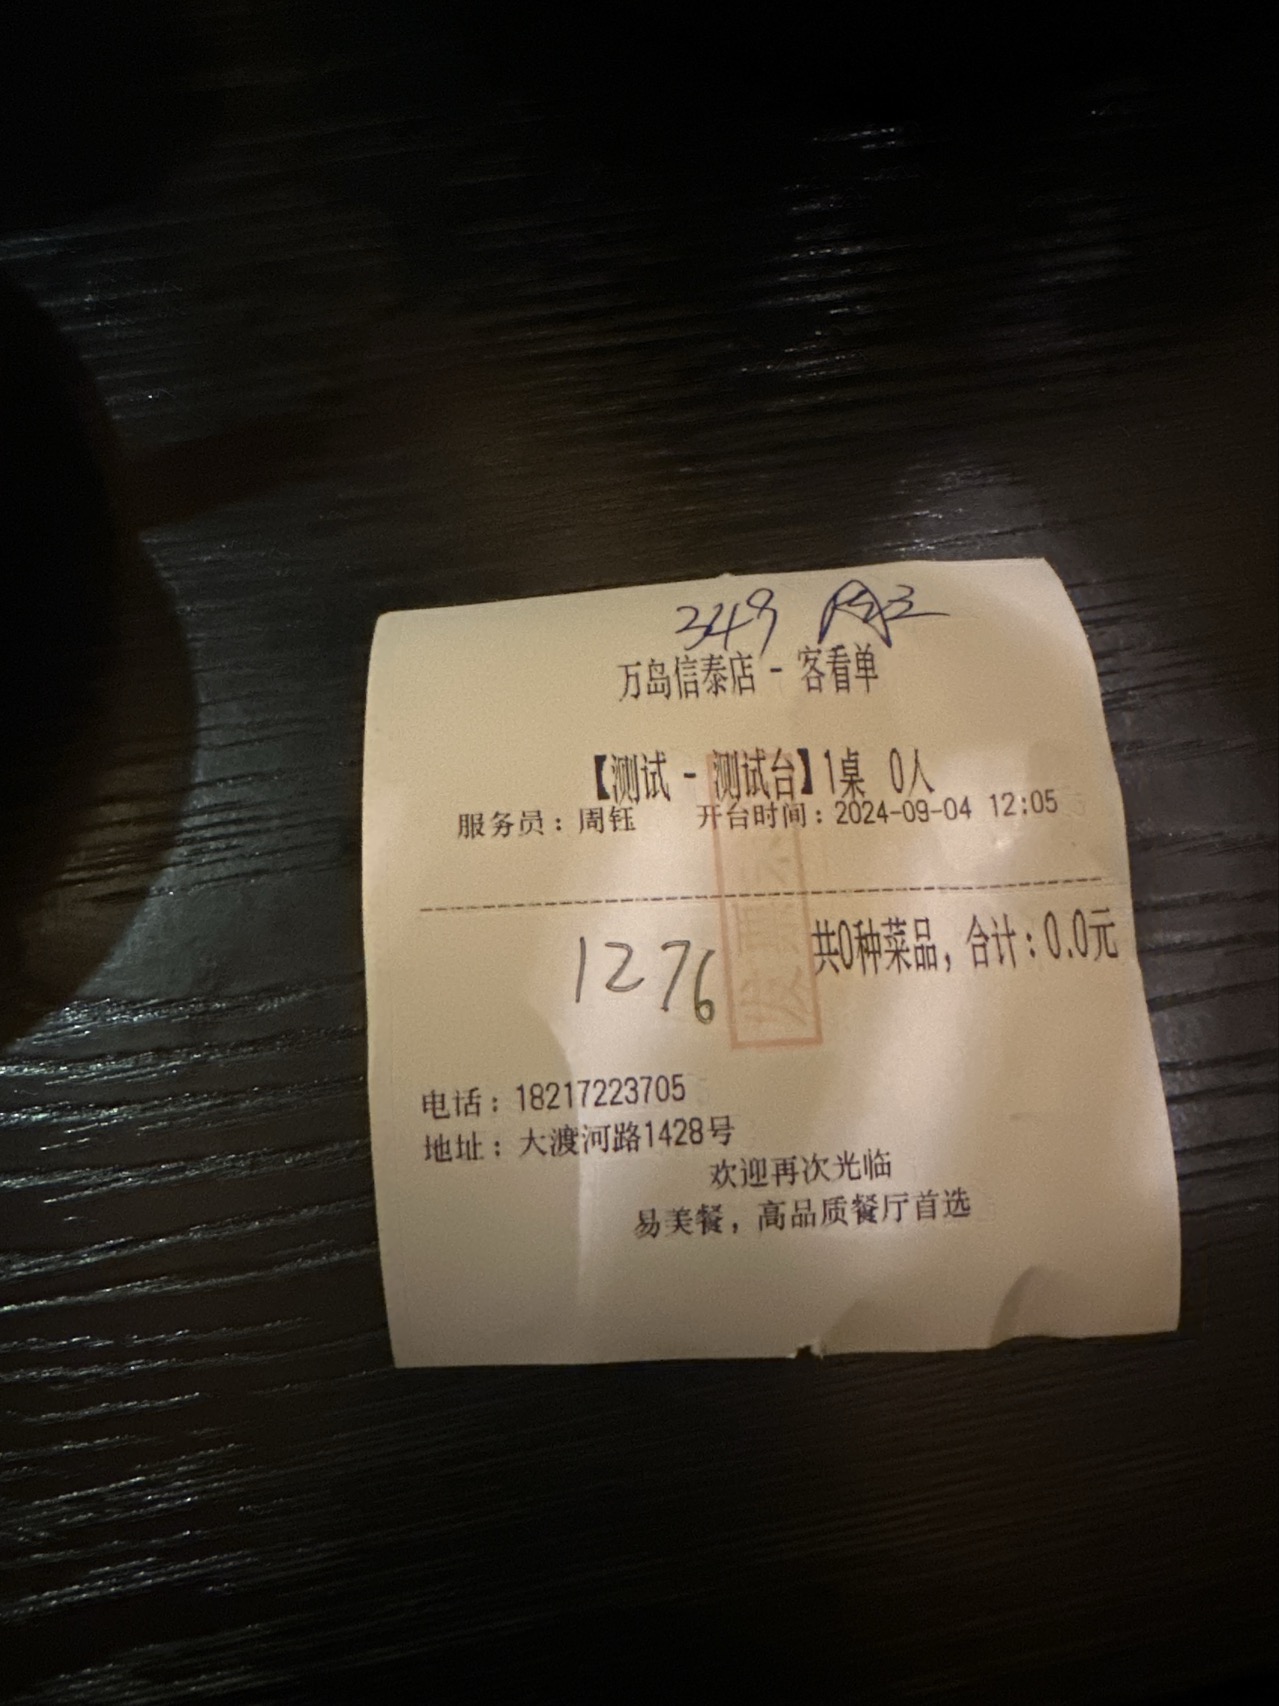 349
万岛信泰店 - 客看单
【测试 - 测试台】1桌 0人
服务员：周钰 开台时间：2024-09-04 12:05
共0种菜品，合计：0.0元
1276
发票
电话：18217223705
地址：大渡河路1428号
欢迎再次光临
易美餐，高品质餐厅首选